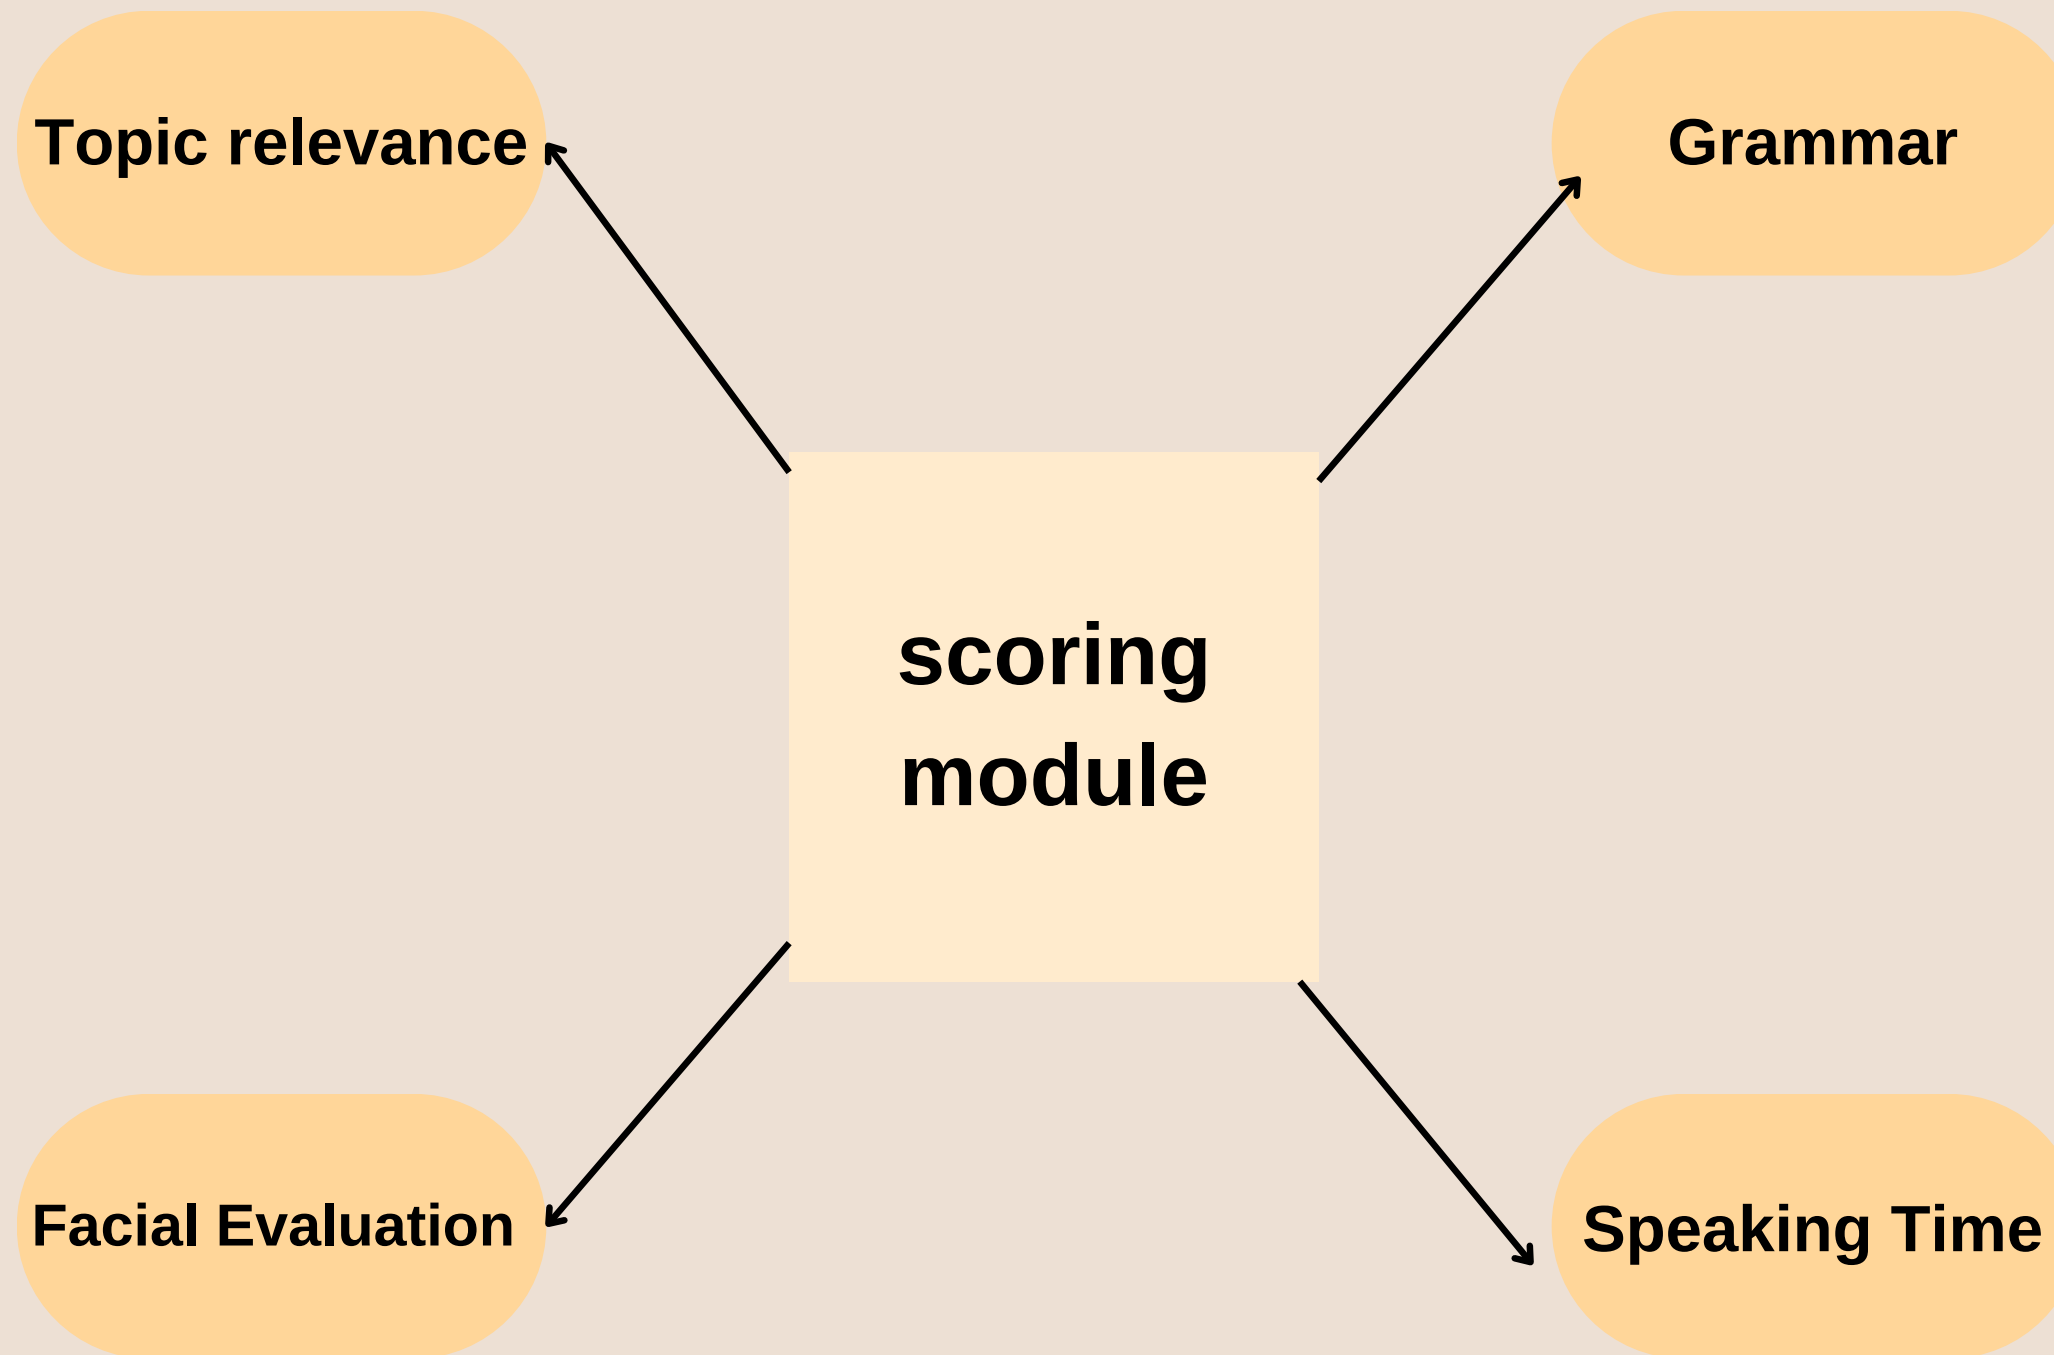 Topic relevance
Grammar
scoring
module
Facial Evaluation
Speaking Time